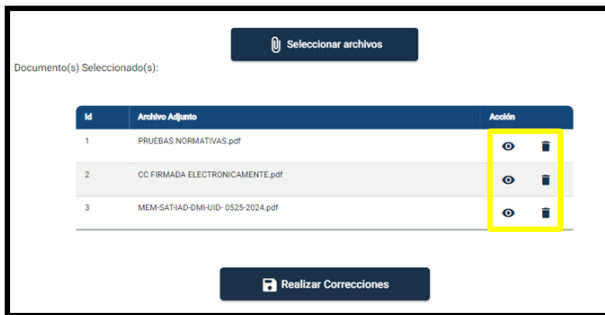 Seleccionar archivos
Documento(s) Seleccionado(s):
Id Archivo Adjunto Acción
1 PRUEBAS NORMATIVAS.pdf
2 CC FIRMADA ELECTRONICAMENTE.pdf
3 MEM-SAT-IAD-DMI-UID- 0525-2024.pdf
Realizar Correcciones